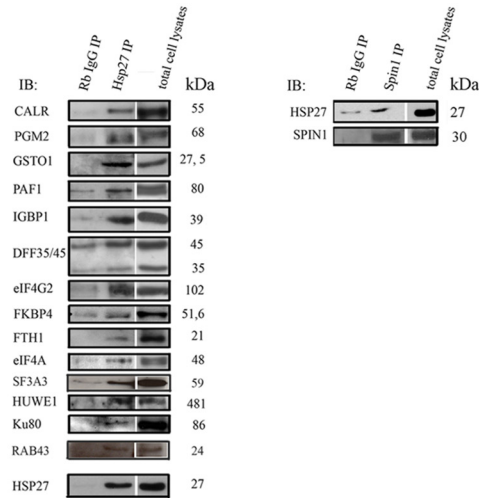 Rb IgG IP
Hsp27 IP
total cell lysates
IB:
kDa
CALR 55
PGM2 68
GSTO1 27, 5
PAF1 80
IGBP1 39
DFF35/45 45
35
eIF4G2 102
FKBP4 51,6
FTH1 21
eIF4A 48
SF3A3 59
HUWE1 481
Ku80 86
RAB43 24
HSP27 27
Rb IgG IP
Spin1 IP
total cell lysates
IB:
kDa
HSP27 27
SPIN1 30